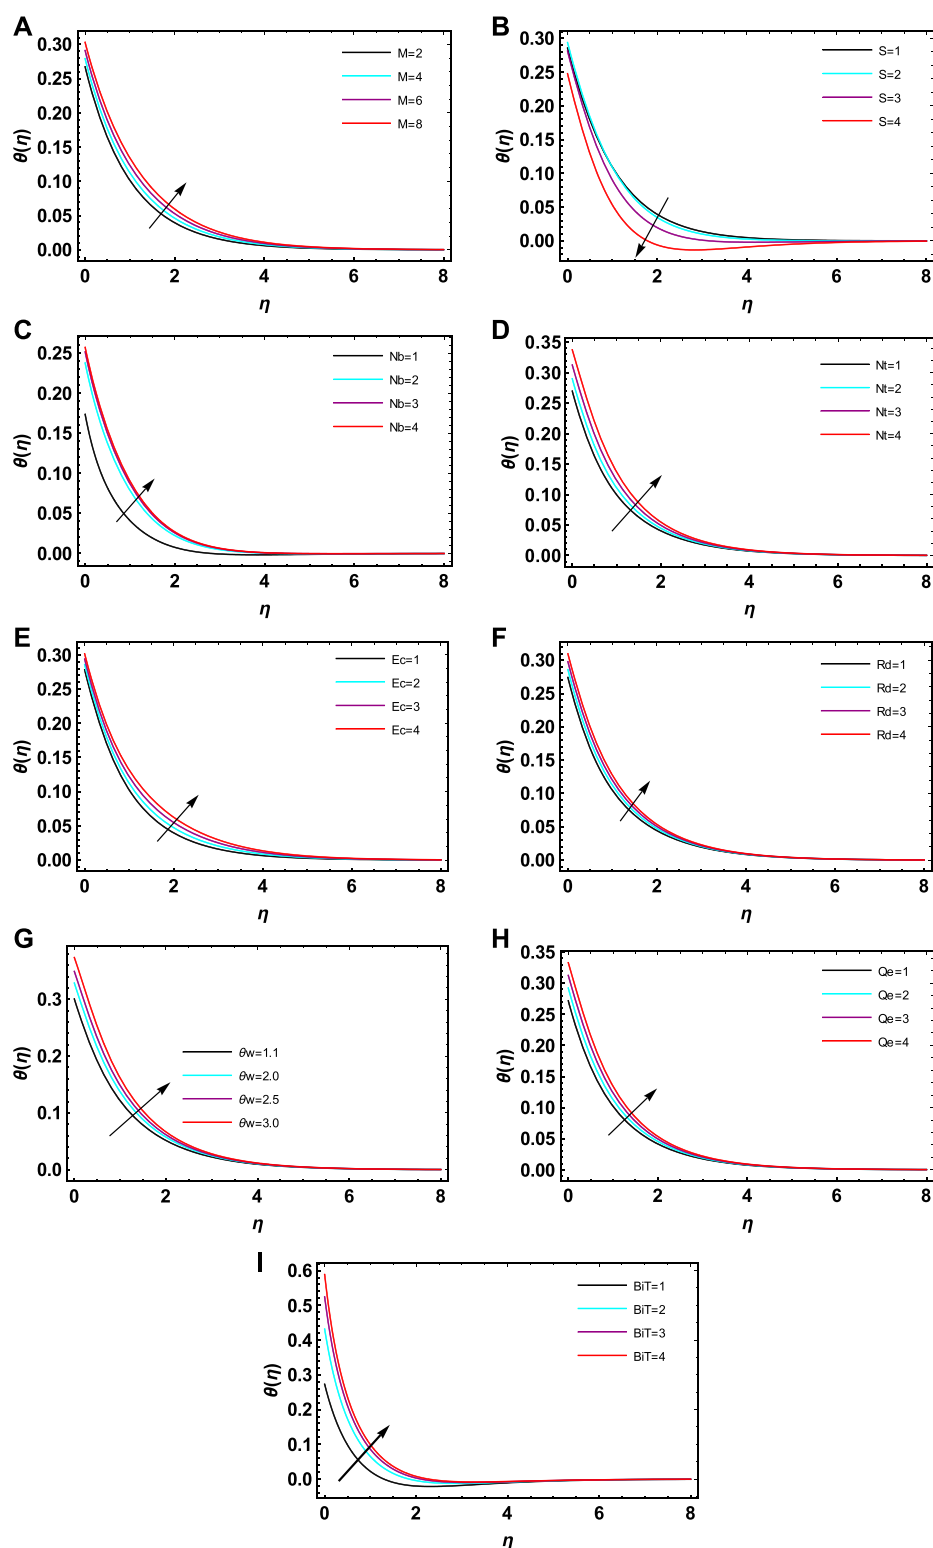 A
0.30
0.25
0.20
0.15
0.10
0.05
0.00
θ(η)
0 2 4 6 8
η
M=2
M=4
M=6
M=8
B
0.30
0.25
0.20
0.15
0.10
0.05
0.00
θ(η)
0 2 4 6 8
η
S=1
S=2
S=3
S=4
C
0.25
0.20
0.15
0.10
0.05
0.00
θ(η)
0 2 4 6 8
η
Nb=1
Nb=2
Nb=3
Nb=4
D
0.35
0.30
0.25
0.20
0.15
0.10
0.05
0.00
θ(η)
0 2 4 6 8
η
Nt=1
Nt=2
Nt=3
Nt=4
E
0.30
0.25
0.20
0.15
0.10
0.05
0.00
θ(η)
0 2 4 6 8
η
Ec=1
Ec=2
Ec=3
Ec=4
F
0.30
0.25
0.20
0.15
0.10
0.05
0.00
θ(η)
0 2 4 6 8
η
Rd=1
Rd=2
Rd=3
Rd=4
G
0.3
0.2
0.1
0.0
θ(η)
0 2 4 6 8
η
θw=1.1
θw=2.0
θw=2.5
θw=3.0
H
0.35
0.30
0.25
0.20
0.15
0.10
0.05
0.00
θ(η)
0 2 4 6 8
η
Qe=1
Qe=2
Qe=3
Qe=4
I
0.6
0.5
0.4
0.3
0.2
0.1
0.0
θ(η)
0 2 4 6 8
η
BiT=1
BiT=2
BiT=3
BiT=4